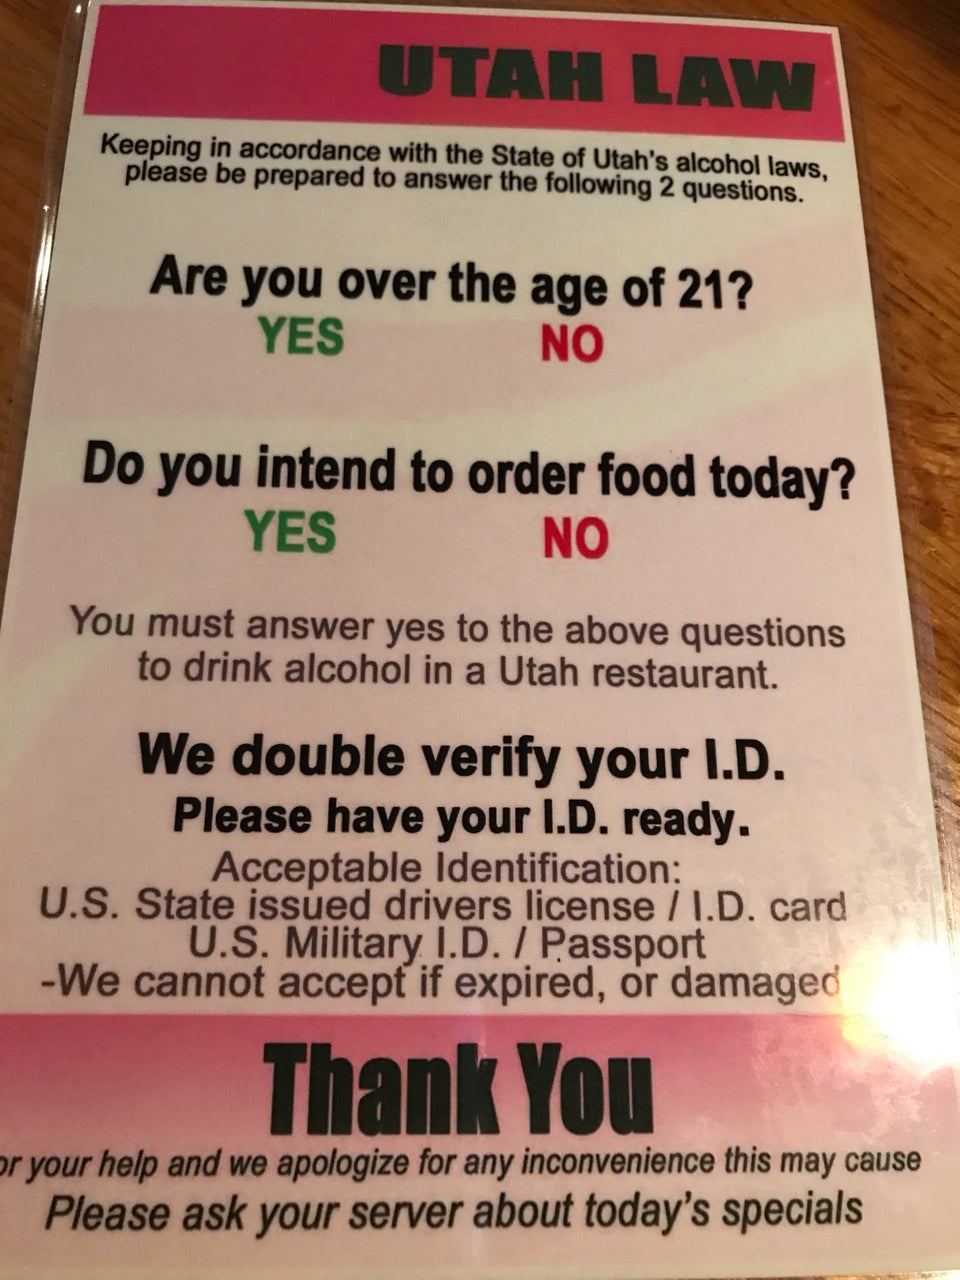 UTAH LAW
Keeping in accordance with the State of Utah's alcohol laws,
please be prepared to answer the following 2 questions.
Are you over the age of 21?
YES NO
Do you intend to order food today?
YES NO
You must answer yes to the above questions
to drink alcohol in a Utah restaurant.
We double verify your I.D.
Please have your I.D. ready.
Acceptable Identification:
U.S. State issued drivers license / I.D. card
U.S. Military I.D. / Passport
-We cannot accept if expired, or damaged
Thank You
or your help and we apologize for any inconvenience this may cause
Please ask your server about today's specials